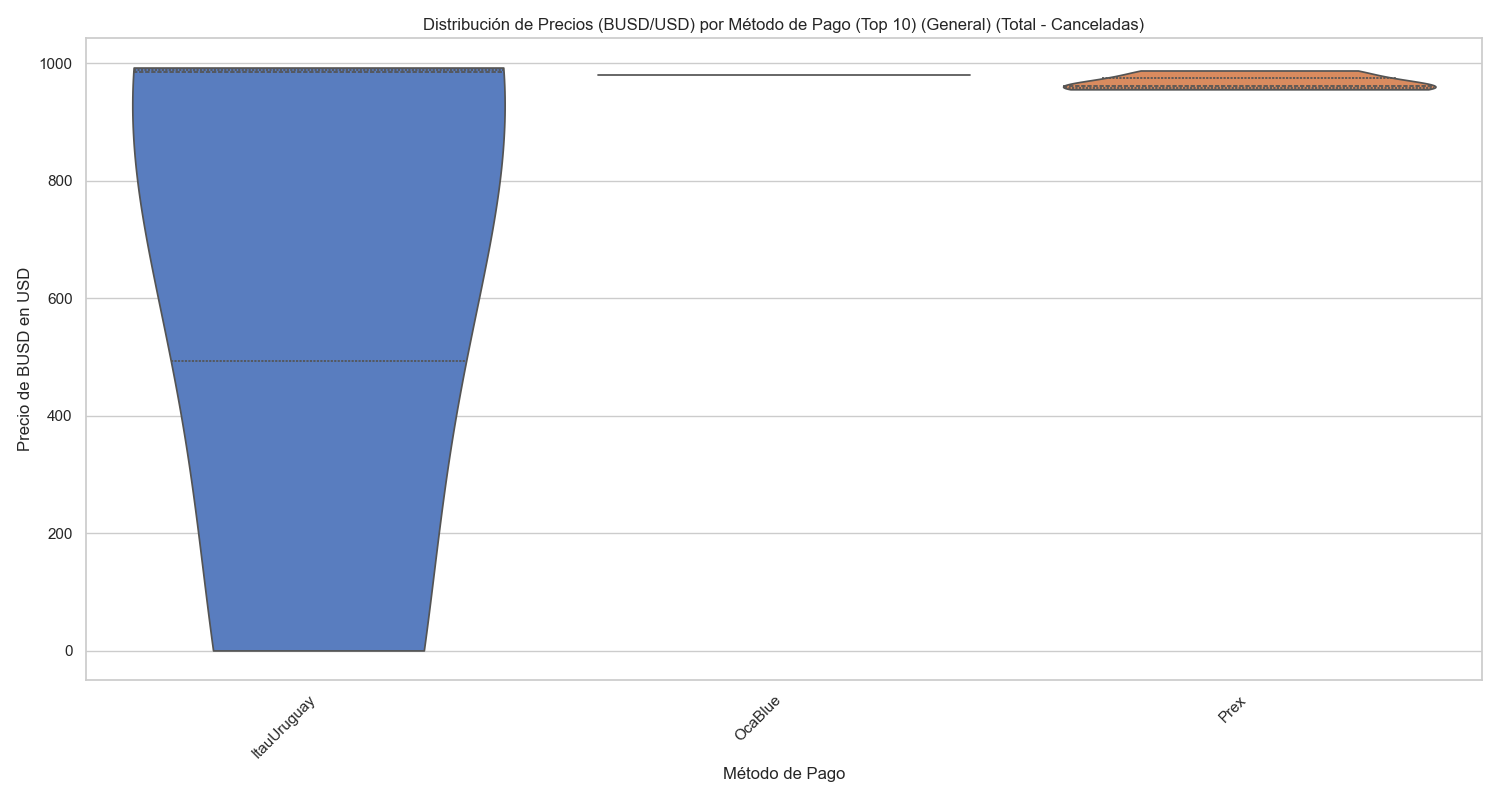 Distribución de Precios (BUSD/USD) por Método de Pago (Top 10) (General) (Total - Canceladas)
Precio de BUSD en USD
1000
800
600
400
200
0
ItauUruguay
OcaBlue
Prex
Método de Pago